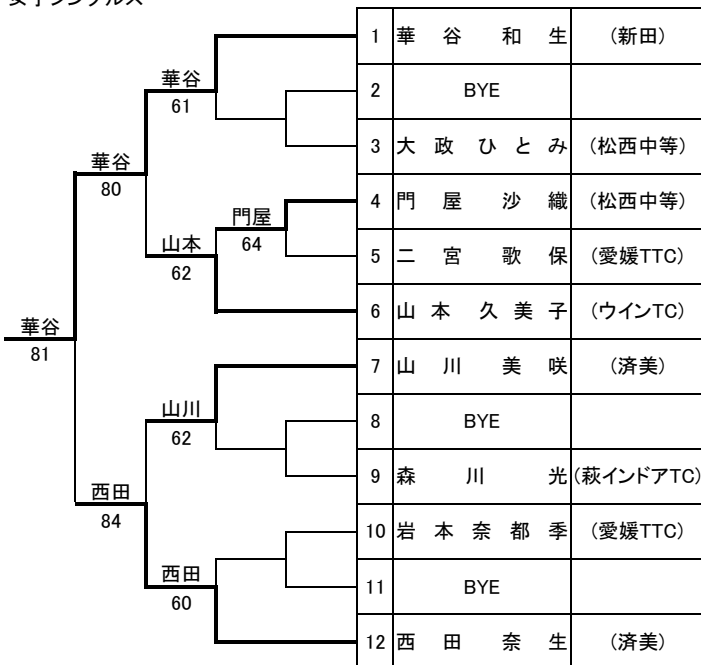 女子シングルス
1 華谷 和生 (新田)
華谷
61
2 BYE
3 大政ひとみ (松西中等)
華谷
80
4 門屋 沙織 (松西中等)
門屋
64
山本
62
5 二宮 歌保 (愛媛TTC)
6 山本 久美子 (ウインTC)
華谷
81
7 山川 美咲 (済美)
山川
62
8 BYE
9 森川 光 (萩インドアTC)
西田
84
10 岩本奈都季 (愛媛TTC)
西田
60
11 BYE
12 西田 奈生 (済美)